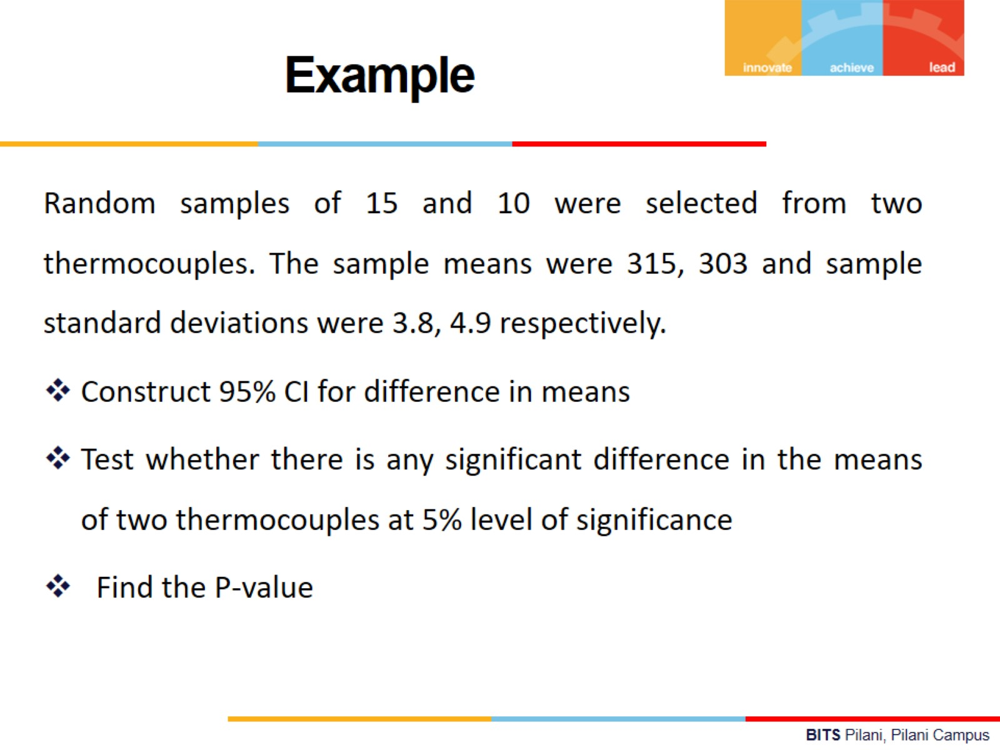 innovate achieve lead
Example
Random samples of 15 and 10 were selected from two
thermocouples. The sample means were 315, 303 and sample
standard deviations were 3.8, 4.9 respectively.
❖ Construct 95% CI for difference in means
❖ Test whether there is any significant difference in the means
of two thermocouples at 5% level of significance
❖ Find the P-value
BITS Pilani, Pilani Campus